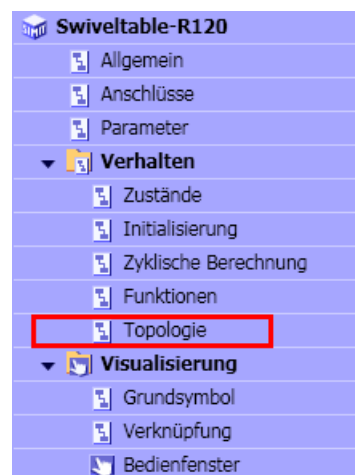 Swiveltable-R120
Allgemein
Anschlüsse
Parameter
Verhalten
Zustände
Initialisierung
Zyklische Berechnung
Funktionen
Topologie
Visualisierung
Grundsymbol
Verknüpfung
Bedienfenster